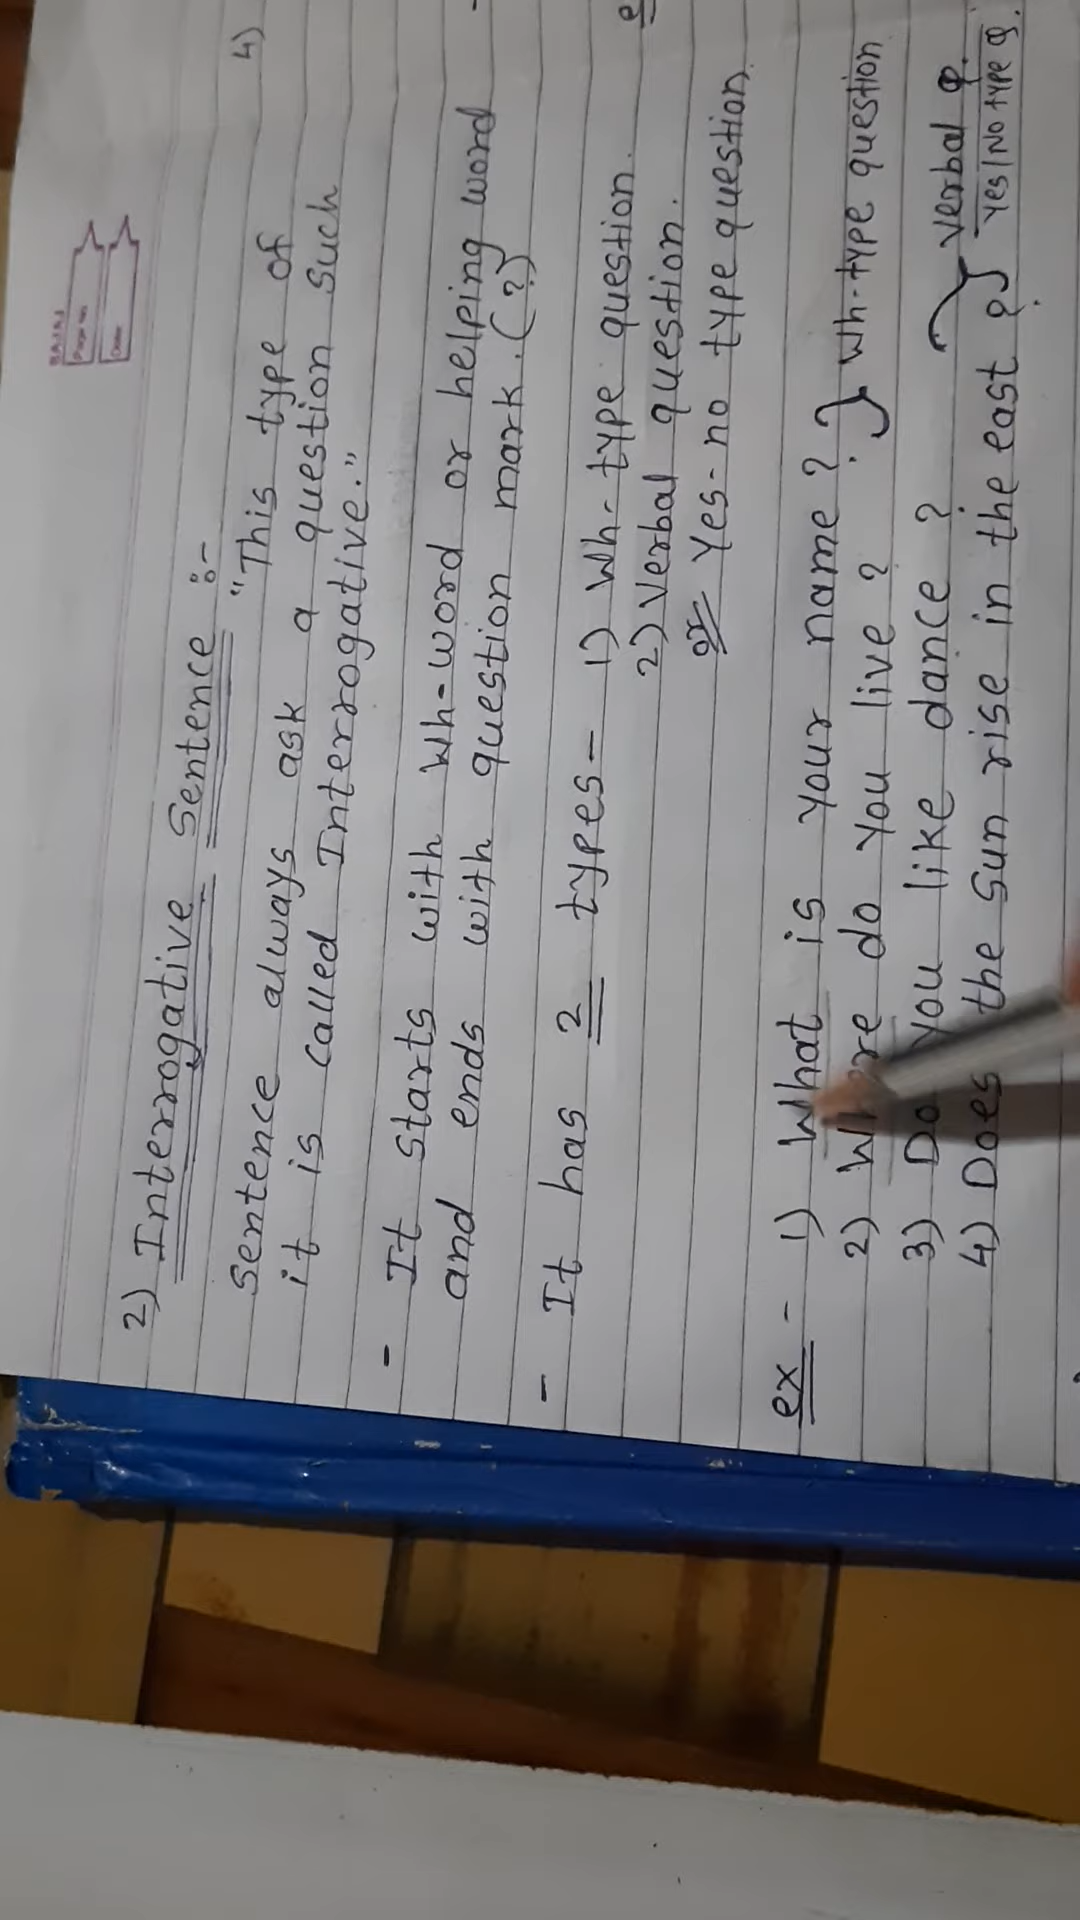 2) Interrogative Sentence :-
"This type of
Sentence always ask a question such
it is called Interrogative."
- It starts with Wh-word or helping word
and ends with question mark. (?)
- It has 2 types - 1) Wh- type question.
2) Verbal question.
or Yes-no type question.
ex - 1) What is your name ? } Wh-type question
2) Where do you live ?
3) Do you like dance ? } verbal Q.
4) Does the sun rise in the east ? Yes/No type Q.
4)